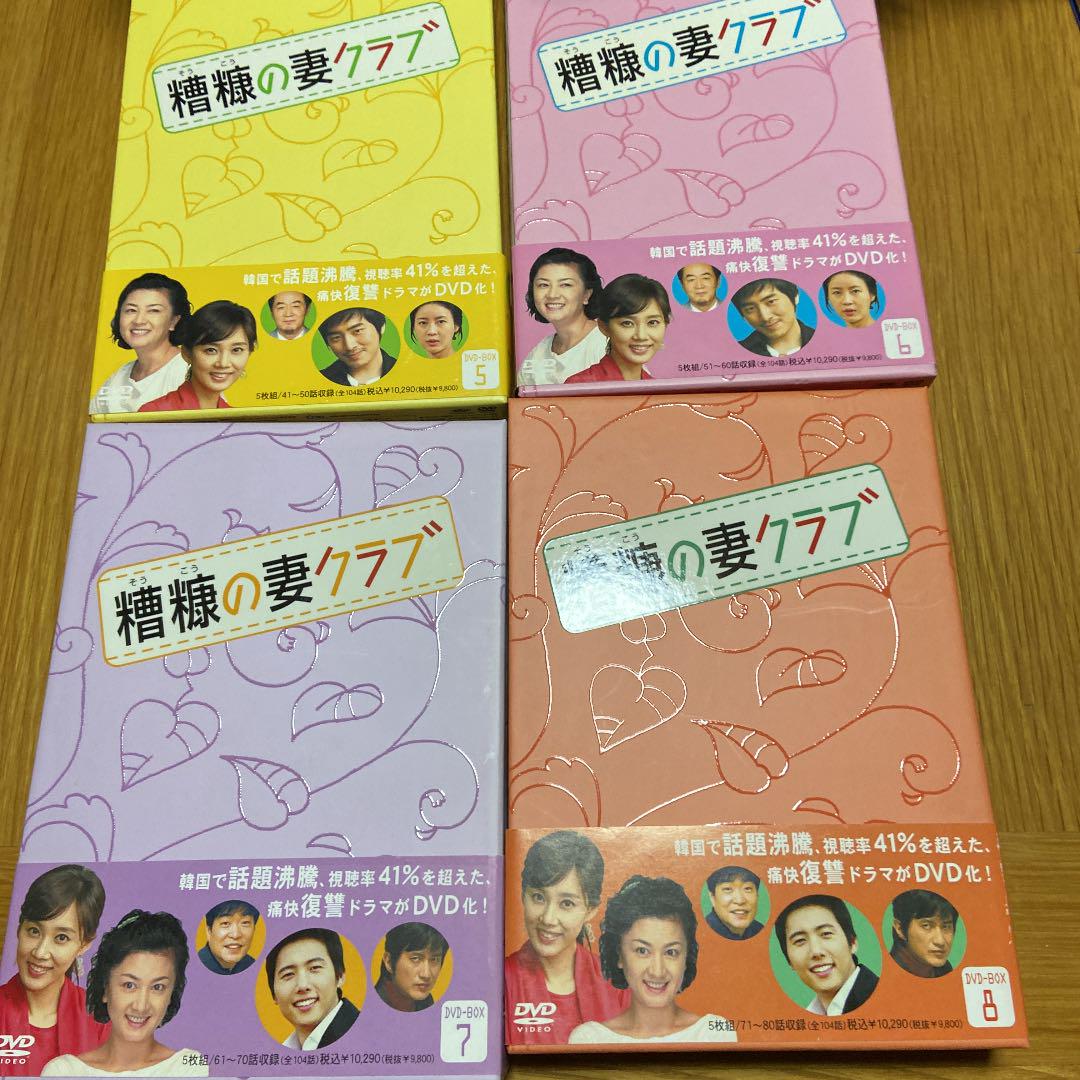 そう こう
糟糠の妻クラブ
韓国で話題沸騰、視聴率41%を超えた、
痛快復讐ドラマがDVD化!
DVD-BOX
5
DVD
5枚組/41〜50話収録(全104話)税込¥10,290(税抜¥9,800)
そう こう
糟糠の妻クラブ
韓国で話題沸騰、視聴率41%を超えた、
痛快復讐ドラマがDVD化!
DVD-BOX
6
DVD
5枚組/51〜60話収録(全104話)税込¥10,290(税抜¥9,800)
そう こう
糟糠の妻クラブ
韓国で話題沸騰、視聴率41%を超えた、
痛快復讐ドラマがDVD化!
DVD-BOX
7
DVD
VIDEO
5枚組/61〜70話収録(全104話)税込¥10,290(税抜¥9,800)
こう
糠の妻クラブ
韓国で話題沸騰、視聴率41%を超えた、
痛快復讐ドラマがDVD化!
DVD-BOX
8
DVD
VIDEO
5枚組/71〜80話収録(全104話)税込¥10,290(税抜¥9,800)